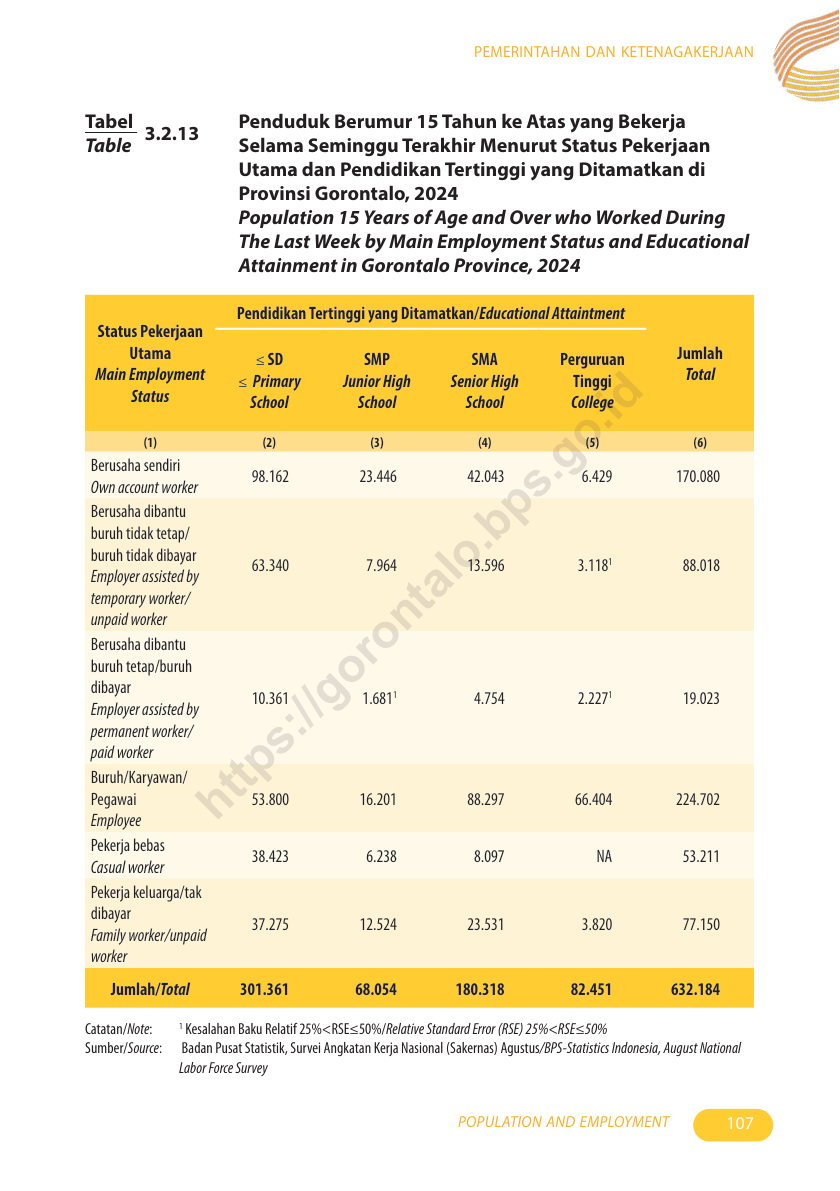 PEMERINTAHAN DAN KETENAGAKERJAAN
Tabel
Table
3.2.13
Penduduk Berumur 15 Tahun ke Atas yang Bekerja
Selama Seminggu Terakhir Menurut Status Pekerjaan
Utama dan Pendidikan Tertinggi yang Ditamatkan di
Provinsi Gorontalo, 2024
Population 15 Years of Age and Over who Worked During
The Last Week by Main Employment Status and Educational
Attainment in Gorontalo Province, 2024
Status Pekerjaan
Utama
Main Employment
Status
Pendidikan Tertinggi yang Ditamatkan/Educational Attaintment
≤ SD
≤ Primary
School
SMP
Junior High
School
SMA
Senior High
School
Perguruan
Tinggi
College
Jumlah
Total
(1) (2) (3) (4) (5) (6)
Berusaha sendiri
Own account worker
98.162 23.446 42.043 6.429 170.080
Berusaha dibantu
buruh tidak tetap/
buruh tidak dibayar
Employer assisted by
temporary worker/
unpaid worker
63.340 7.964 13.596 3.118¹ 88.018
Berusaha dibantu
buruh tetap/buruh
dibayar
Employer assisted by
permanent worker/
paid worker
10.361 1.681¹ 4.754 2.227¹ 19.023
Buruh/Karyawan/
Pegawai
Employee
53.800 16.201 88.297 66.404 224.702
Pekerja bebas
Casual worker
38.423 6.238 8.097 NA 53.211
Pekerja keluarga/tak
dibayar
Family worker/unpaid
worker
37.275 12.524 23.531 3.820 77.150
Jumlah/Total 301.361 68.054 180.318 82.451 632.184
Catatan/Note: ¹ Kesalahan Baku Relatif 25%<RSE≤50%/Relative Standard Error (RSE) 25%<RSE≤50%
Sumber/Source: Badan Pusat Statistik, Survei Angkatan Kerja Nasional (Sakernas) Agustus/BPS-Statistics Indonesia, August National
Labor Force Survey
https://gorontalo.bps.go.id
POPULATION AND EMPLOYMENT 107